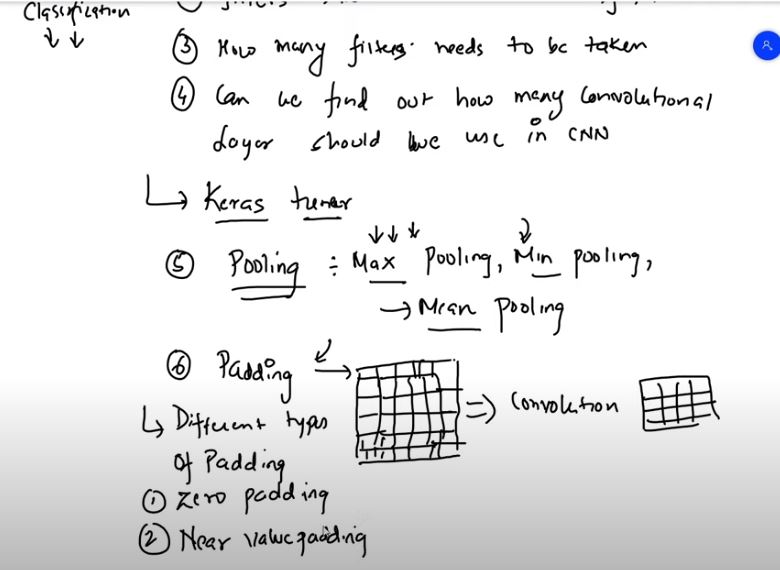 Classification
③ How many filters needs to be taken
④ Can we find out how many Convolutional
Layer should we use in CNN
Keras tuner
⑤ Pooling ÷ Max Pooling, Min pooling,
→ Mean pooling
⑥ Padding
⇒ Convolution
Different types
of Padding
① Zero padding
② Near value padding